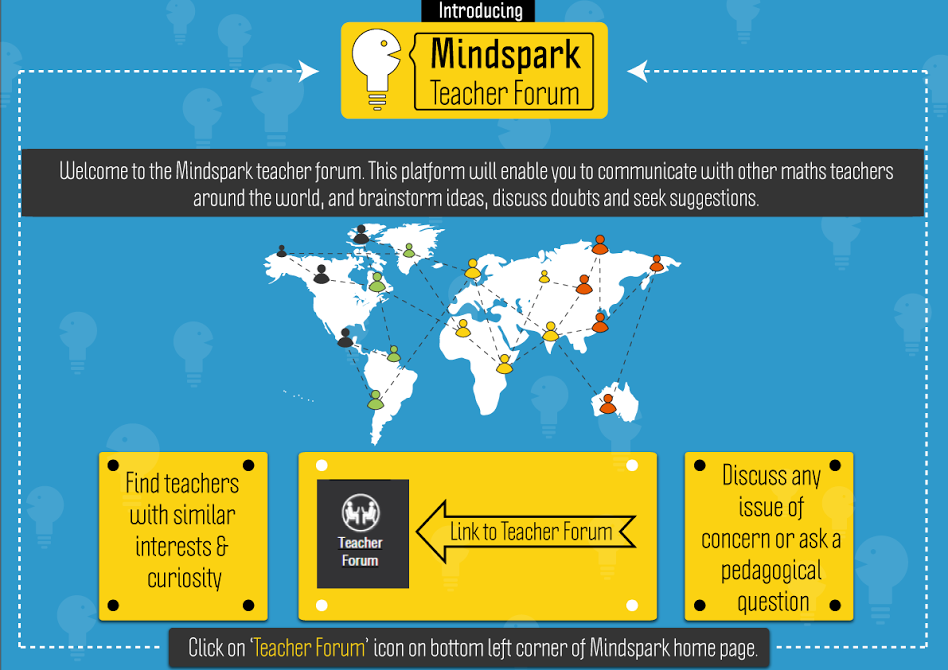 Introducing
Mindspark
Teacher Forum
Welcome to the Mindspark teacher forum. This platform will enable you to communicate with other maths teachers
around the world, and brainstorm ideas, discuss doubts and seek suggestions.
Find teachers
with similar
interests &
curiosity
Teacher
Forum
Link to Teacher Forum
Discuss any
issue of
concern or ask a
pedagogical
question
Click on 'Teacher Forum' icon on bottom left corner of Mindspark home page.